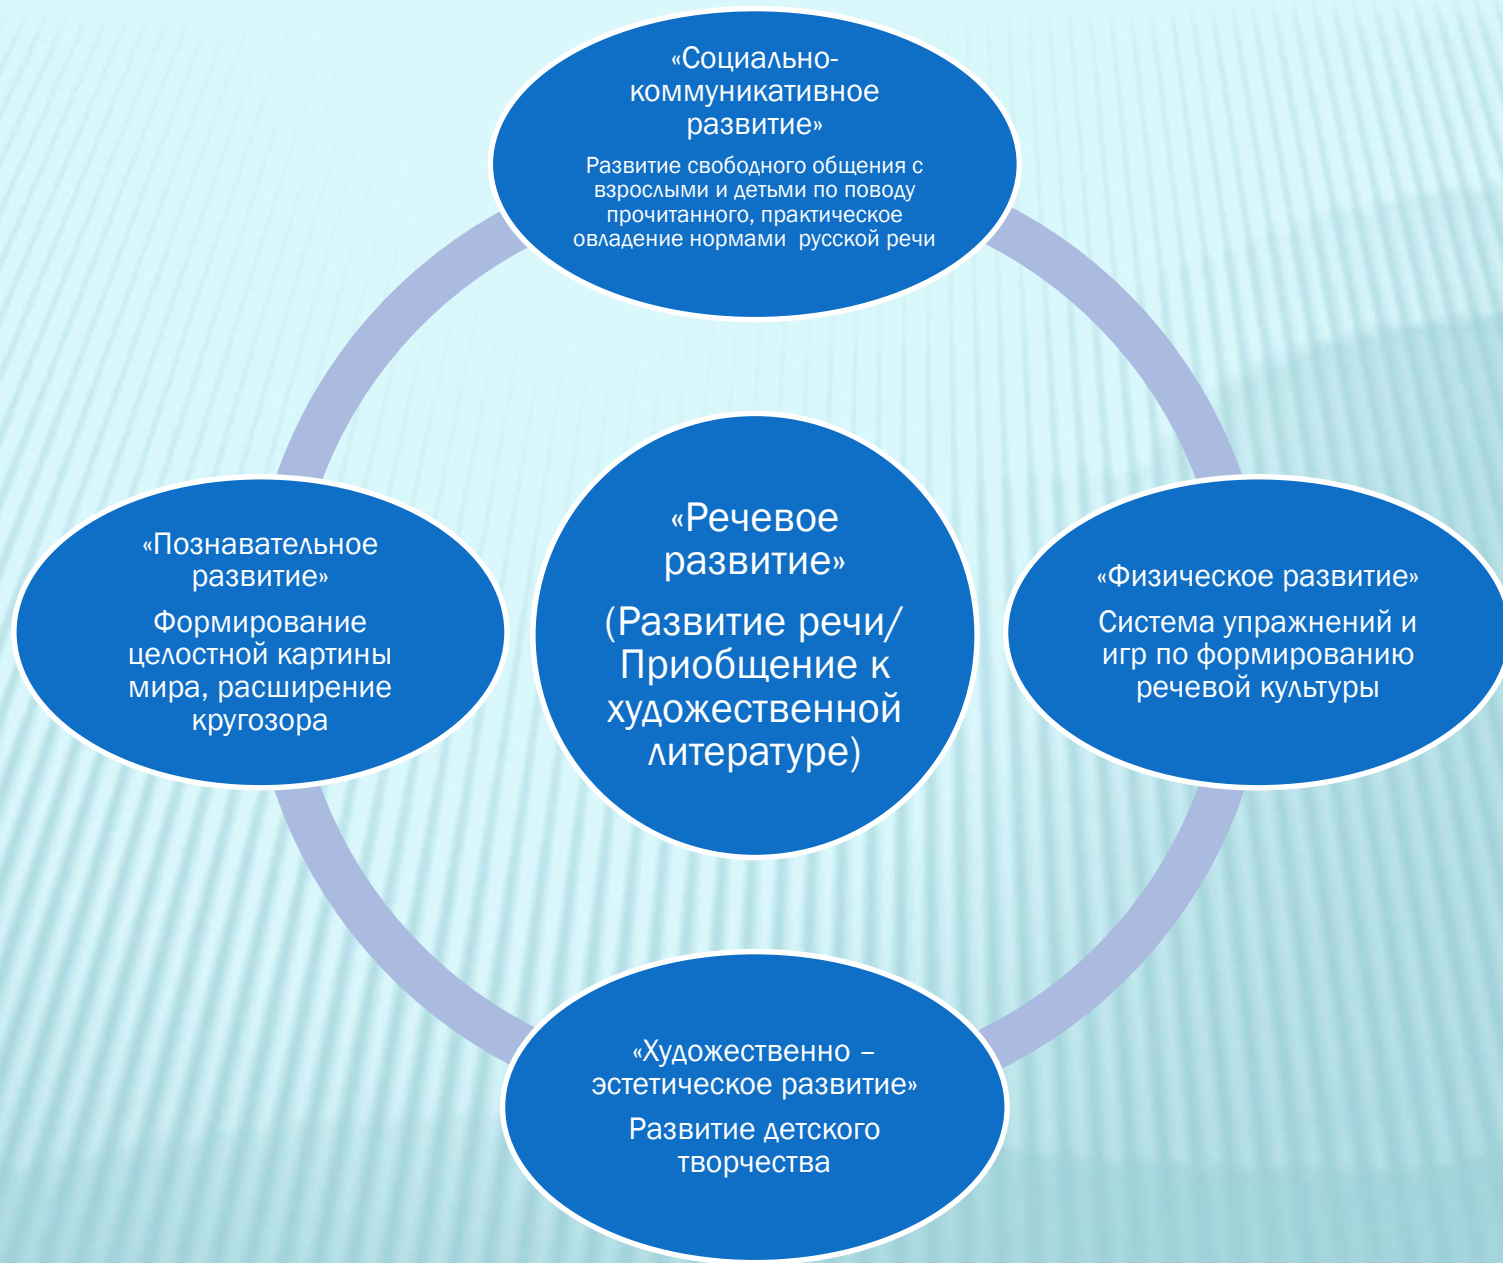 «Социально-
коммуникативное
развитие»
Развитие свободного общения с
взрослыми и детьми по поводу
прочитанного, практическое
овладение нормами  русской речи
«Познавательное
развитие»
Формирование
целостной картины
мира, расширение
кругозора
«Речевое
развитие»
(Развитие речи/
Приобщение к
художественной
литературе)
«Физическое развитие»
Система упражнений и
игр по формированию
речевой культуры
«Художественно –
эстетическое развитие»
Развитие детского
творчества